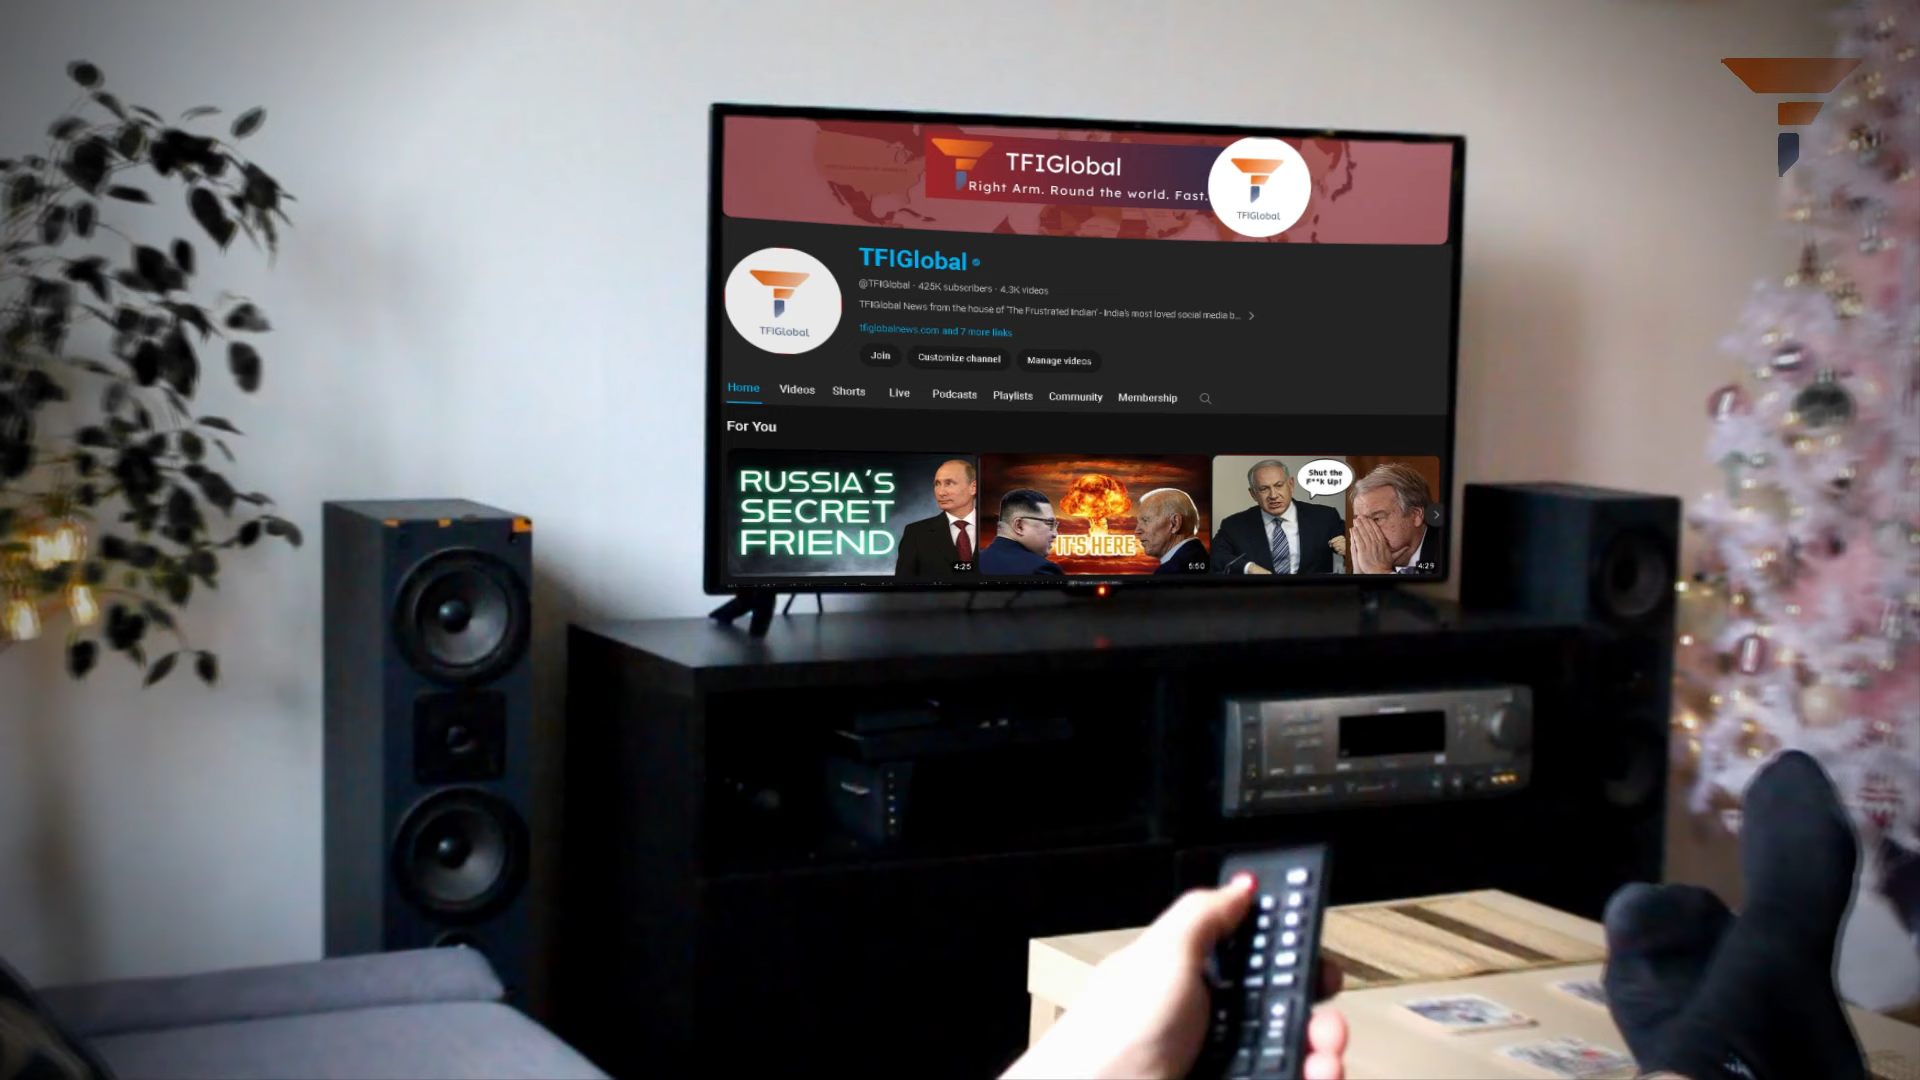 TFIGlobal
Right Arm. Round the world. Fast.
TFIGlobal
TFIGlobal
@TFIGlobal · 425K subscribers · 4.3K videos
TFIGlobal News from the house of 'The Frustrated Indian' - India's most loved social media b...
tfiglobalnews.com and 7 more links
TFIGlobal
Join Customize channel Manage videos
Home Videos Shorts Live Podcasts Playlists Community Membership
For You
RUSSIA'S
SECRET
FRIEND
4:25
IT'S HERE
5:50
Shut the
F**k Up!
4:29